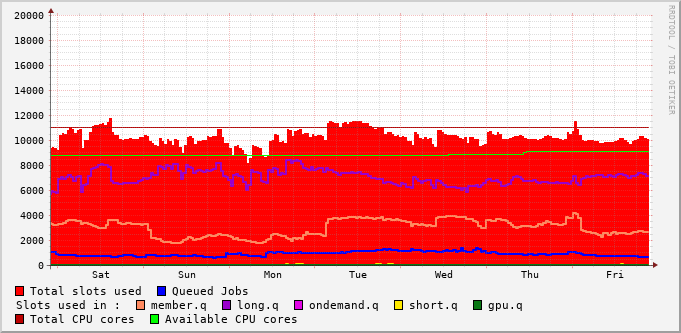 RRDTOOL / TOBI OETIKER
20000
18000
16000
14000
12000
10000
8000
6000
4000
2000
0
Sat Sun Mon Tue Wed Thu Fri
Total slots used Queued Jobs
Slots used in : member.q long.q ondemand.q short.q gpu.q
Total CPU cores Available CPU cores